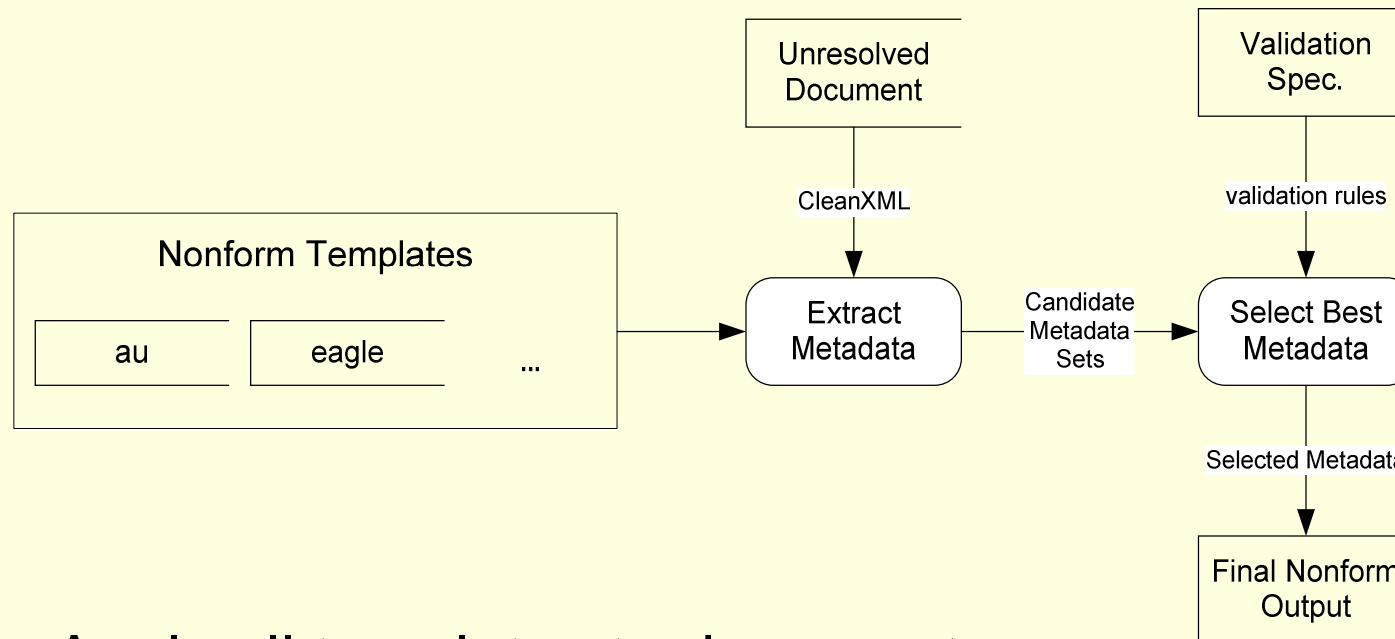 Unresolved
Document
Validation
Spec.
CleanXML
validation rules
Nonform Templates
au
eagle
...
Extract
Metadata
Candidate
Metadata
Sets
Select Best
Metadata
Selected Metadata
Final Nonform
Output